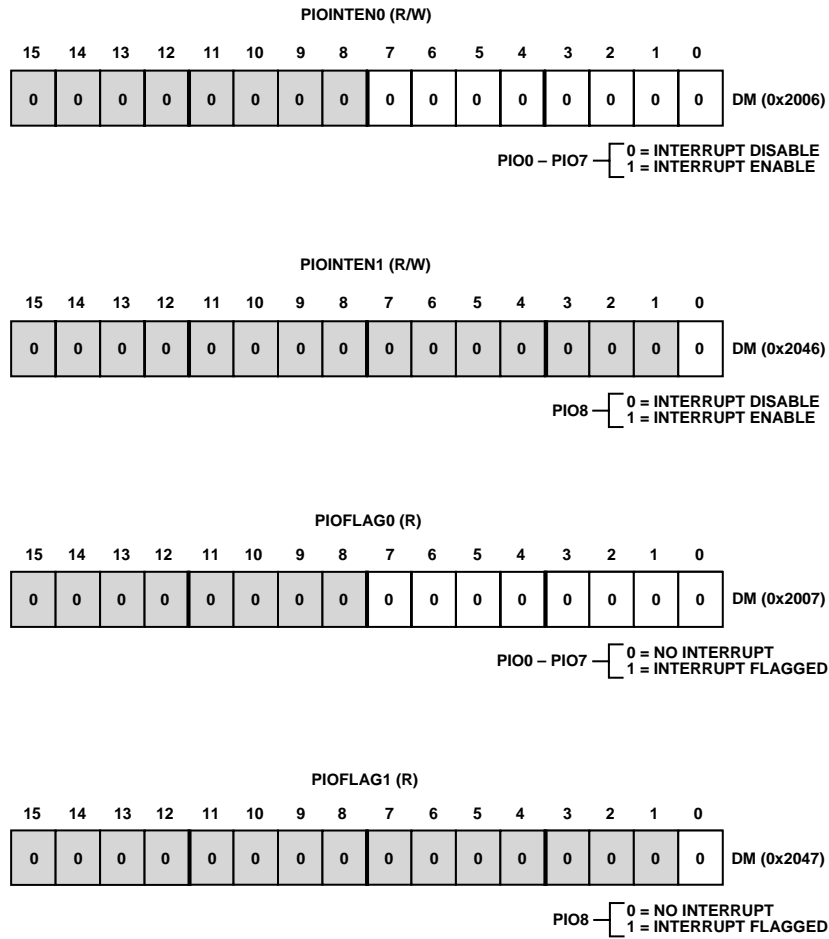 PIOINTEN0 (R/W)
15 14 13 12 11 10 9 8 7 6 5 4 3 2 1 0
0 0 0 0 0 0 0 0 0 0 0 0 0 0 0 0 DM (0x2006)
PIO0 – PIO7 0 = INTERRUPT DISABLE
1 = INTERRUPT ENABLE
PIOINTEN1 (R/W)
15 14 13 12 11 10 9 8 7 6 5 4 3 2 1 0
0 0 0 0 0 0 0 0 0 0 0 0 0 0 0 0 DM (0x2046)
PIO8 0 = INTERRUPT DISABLE
1 = INTERRUPT ENABLE
PIOFLAG0 (R)
15 14 13 12 11 10 9 8 7 6 5 4 3 2 1 0
0 0 0 0 0 0 0 0 0 0 0 0 0 0 0 0 DM (0x2007)
PIO0 – PIO7 0 = NO INTERRUPT
1 = INTERRUPT FLAGGED
PIOFLAG1 (R)
15 14 13 12 11 10 9 8 7 6 5 4 3 2 1 0
0 0 0 0 0 0 0 0 0 0 0 0 0 0 0 0 DM (0x2047)
PIO8 0 = NO INTERRUPT
1 = INTERRUPT FLAGGED